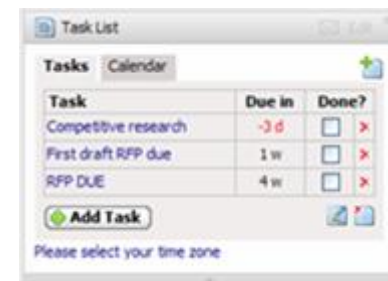 Task List
Tasks Calendar
Task Due in Done?
Competitive research -3 d
First draft RFP due 1 w
RFP DUE 4 w
Add Task
Please select your time zone